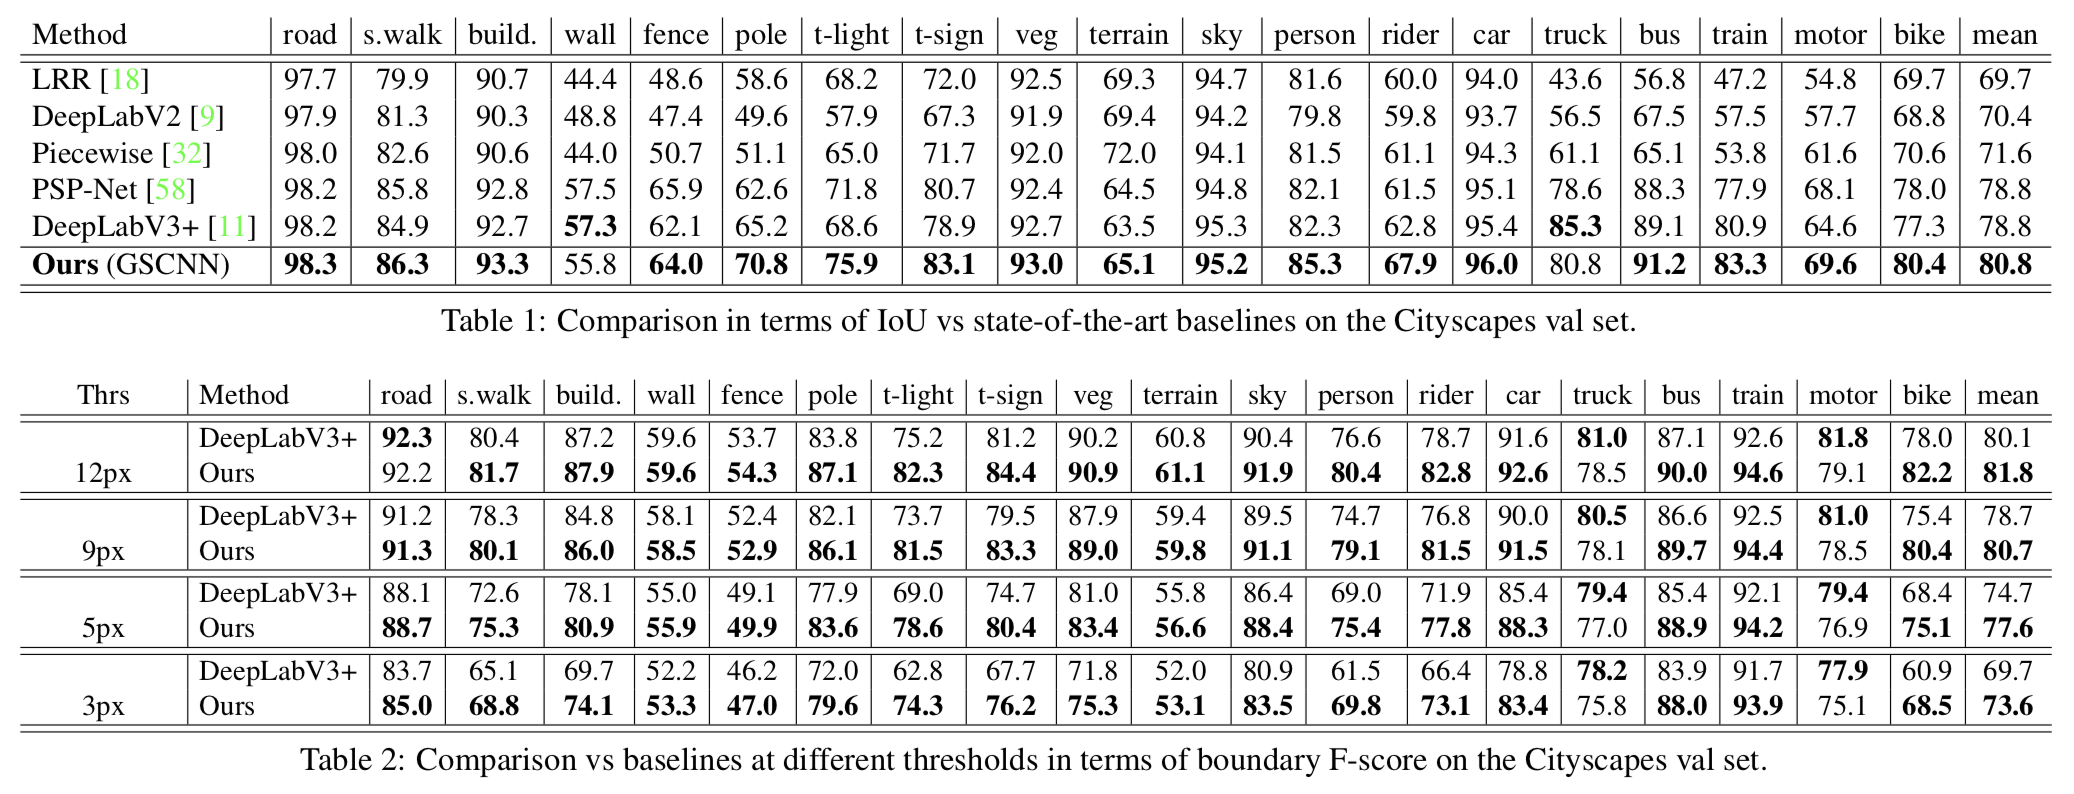 Method road s.walk build. wall fence pole t-light t-sign veg terrain sky person rider car truck bus train motor bike mean
LRR [18] 97.7 79.9 90.7 44.4 48.6 58.6 68.2 72.0 92.5 69.3 94.7 81.6 60.0 94.0 43.6 56.8 47.2 54.8 69.7 69.7
DeepLabV2 [9] 97.9 81.3 90.3 48.8 47.4 49.6 57.9 67.3 91.9 69.4 94.2 79.8 59.8 93.7 56.5 67.5 57.5 57.7 68.8 70.4
Piecewise [32] 98.0 82.6 90.6 44.0 50.7 51.1 65.0 71.7 92.0 72.0 94.1 81.5 61.1 94.3 61.1 65.1 53.8 61.6 70.6 71.6
PSP-Net [58] 98.2 85.8 92.8 57.5 65.9 62.6 71.8 80.7 92.4 64.5 94.8 82.1 61.5 95.1 78.6 88.3 77.9 68.1 78.0 78.8
DeepLabV3+ [11] 98.2 84.9 92.7 57.3 62.1 65.2 68.6 78.9 92.7 63.5 95.3 82.3 62.8 95.4 85.3 89.1 80.9 64.6 77.3 78.8
Ours (GSCNN) 98.3 86.3 93.3 55.8 64.0 70.8 75.9 83.1 93.0 65.1 95.2 85.3 67.9 96.0 80.8 91.2 83.3 69.6 80.4 80.8
Table 1: Comparison in terms of IoU vs state-of-the-art baselines on the Cityscapes val set.
Thrs Method road s.walk build. wall fence pole t-light t-sign veg terrain sky person rider car truck bus train motor bike mean
DeepLabV3+ 92.3 80.4 87.2 59.6 53.7 83.8 75.2 81.2 90.2 60.8 90.4 76.6 78.7 91.6 81.0 87.1 92.6 81.8 78.0 80.1
12px Ours 92.2 81.7 87.9 59.6 54.3 87.1 82.3 84.4 90.9 61.1 91.9 80.4 82.8 92.6 78.5 90.0 94.6 79.1 82.2 81.8
DeepLabV3+ 91.2 78.3 84.8 58.1 52.4 82.1 73.7 79.5 87.9 59.4 89.5 74.7 76.8 90.0 80.5 86.6 92.5 81.0 75.4 78.7
9px Ours 91.3 80.1 86.0 58.5 52.9 86.1 81.5 83.3 89.0 59.8 91.1 79.1 81.5 91.5 78.1 89.7 94.4 78.5 80.4 80.7
DeepLabV3+ 88.1 72.6 78.1 55.0 49.1 77.9 69.0 74.7 81.0 55.8 86.4 69.0 71.9 85.4 79.4 85.4 92.1 79.4 68.4 74.7
5px Ours 88.7 75.3 80.9 55.9 49.9 83.6 78.6 80.4 83.4 56.6 88.4 75.4 77.8 88.3 77.0 88.9 94.2 76.9 75.1 77.6
DeepLabV3+ 83.7 65.1 69.7 52.2 46.2 72.0 62.8 67.7 71.8 52.0 80.9 61.5 66.4 78.8 78.2 83.9 91.7 77.9 60.9 69.7
3px Ours 85.0 68.8 74.1 53.3 47.0 79.6 74.3 76.2 75.3 53.1 83.5 69.8 73.1 83.4 75.8 88.0 93.9 75.1 68.5 73.6
Table 2: Comparison vs baselines at different thresholds in terms of boundary F-score on the Cityscapes val set.